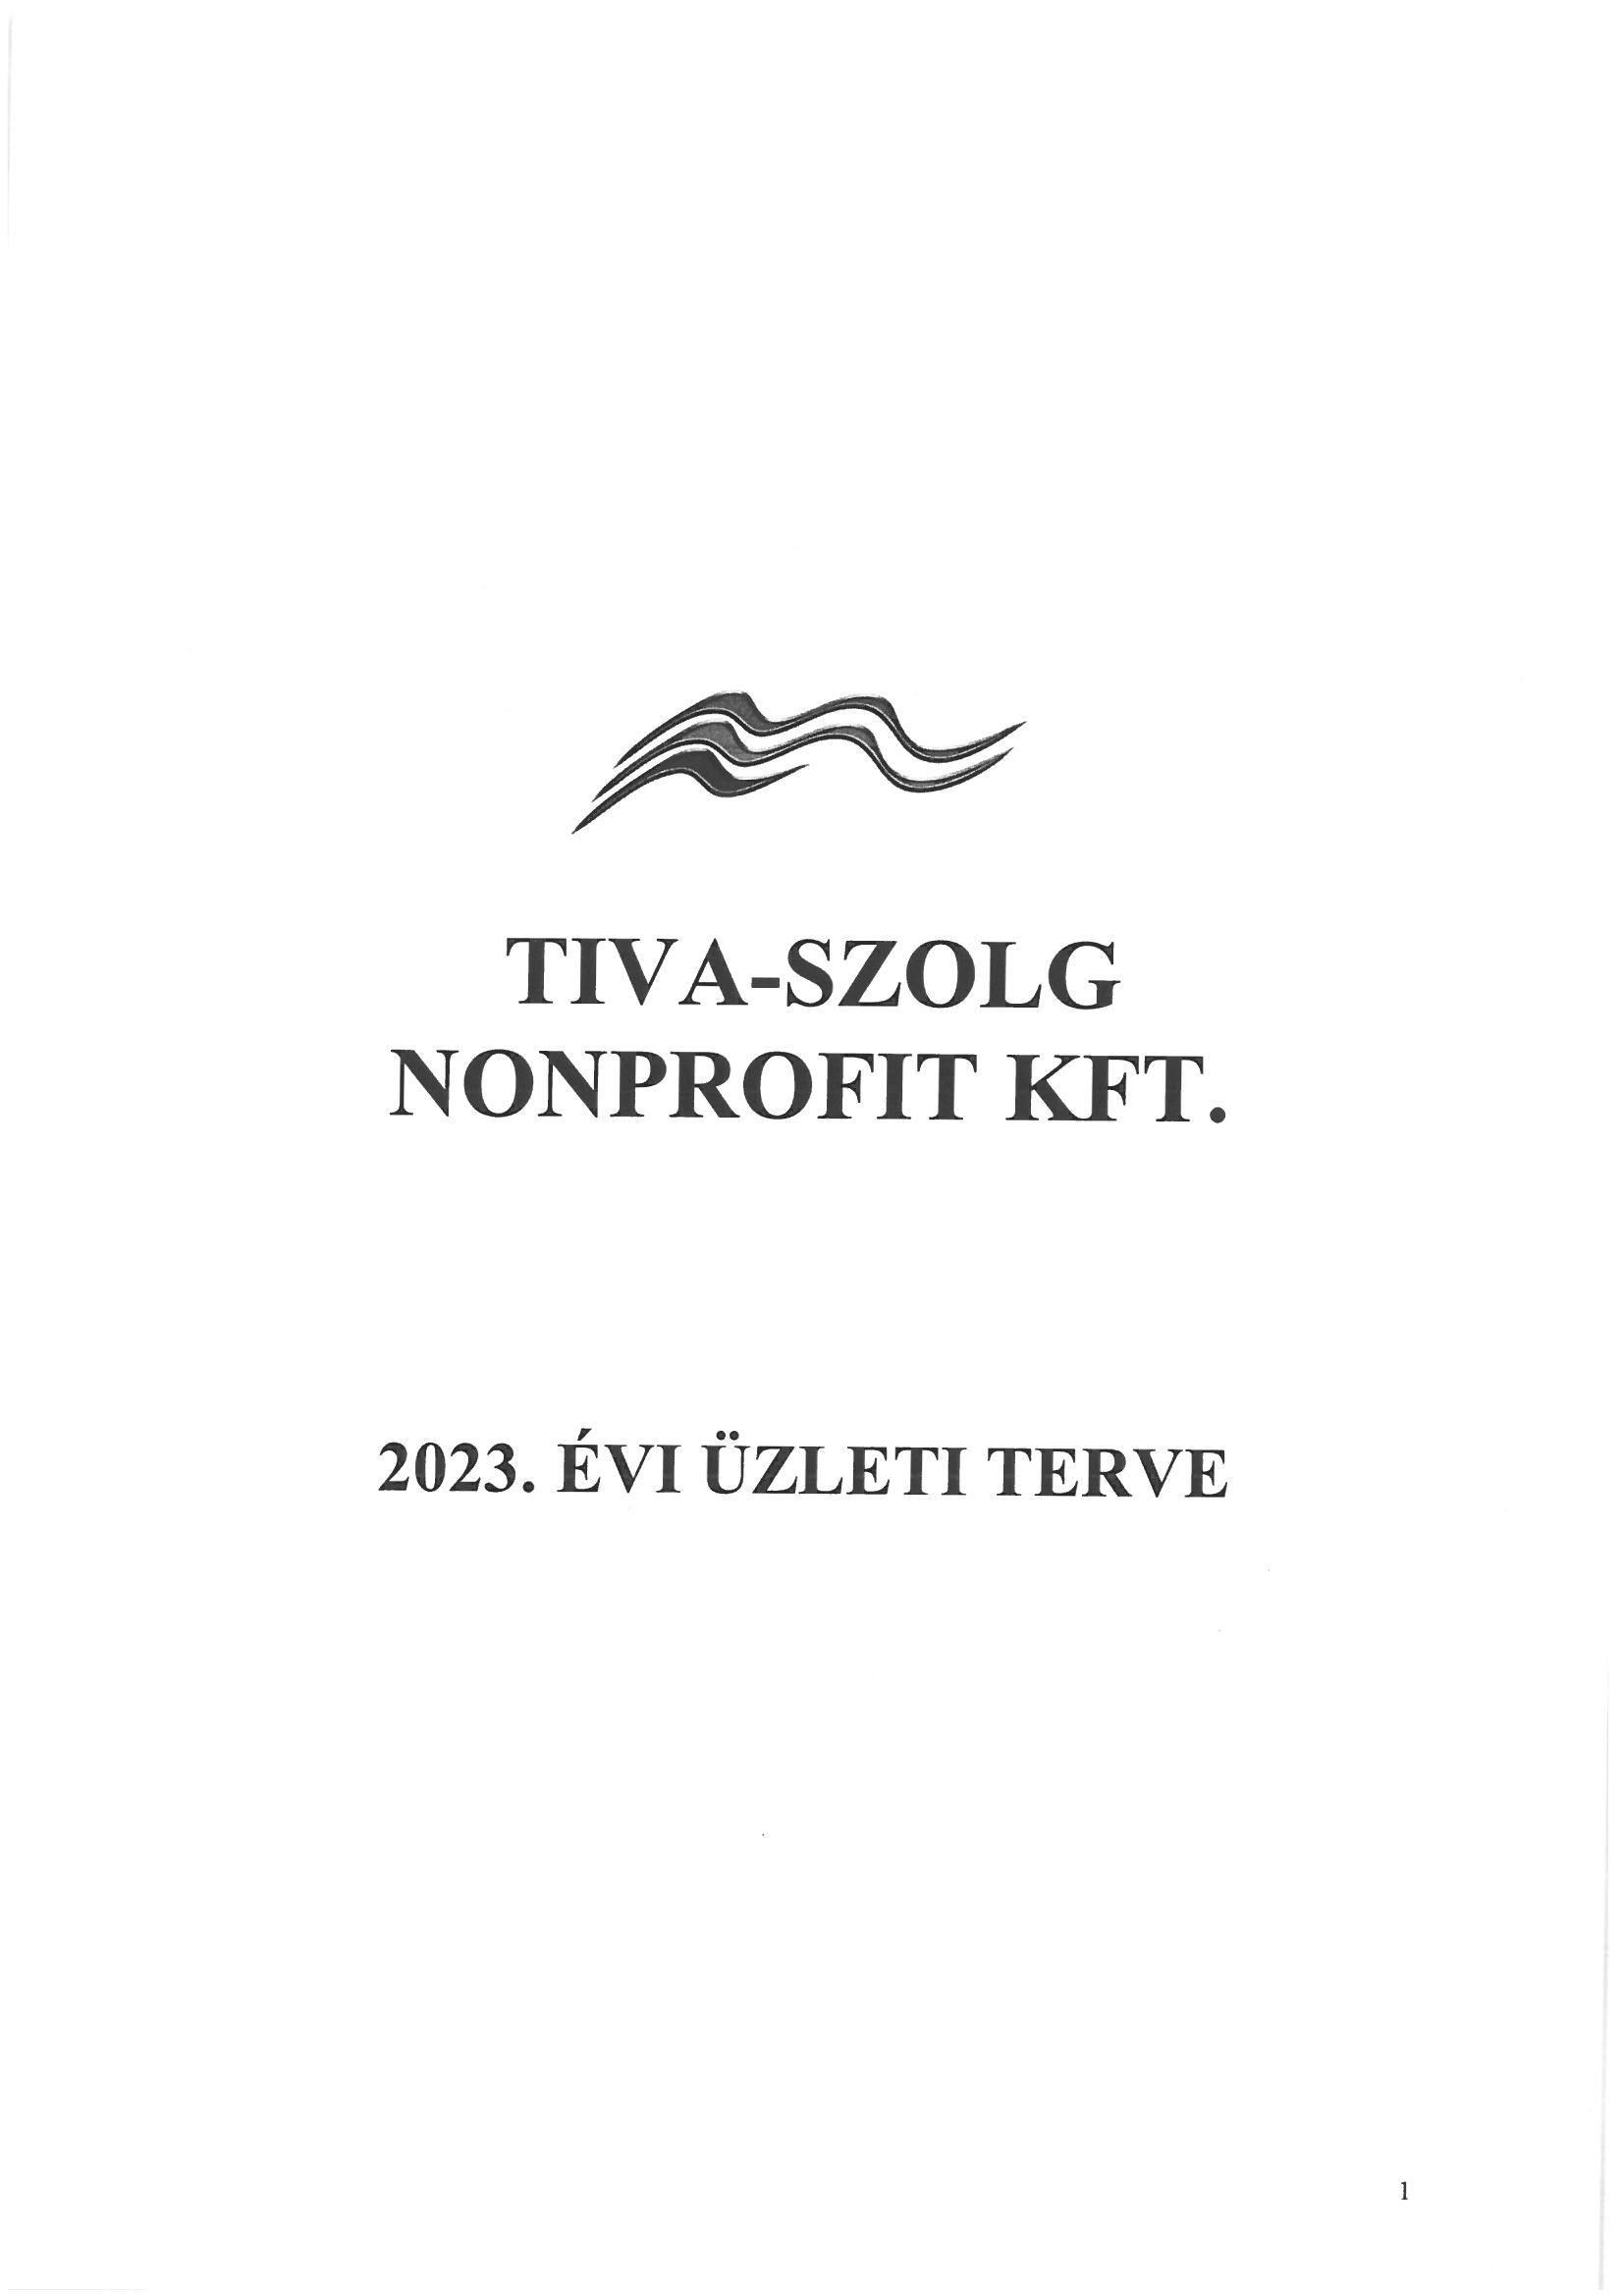 TIVA-SZOLG
NONPROFIT KFT.
2023. ÉVI ÜZLETI TERVE
1